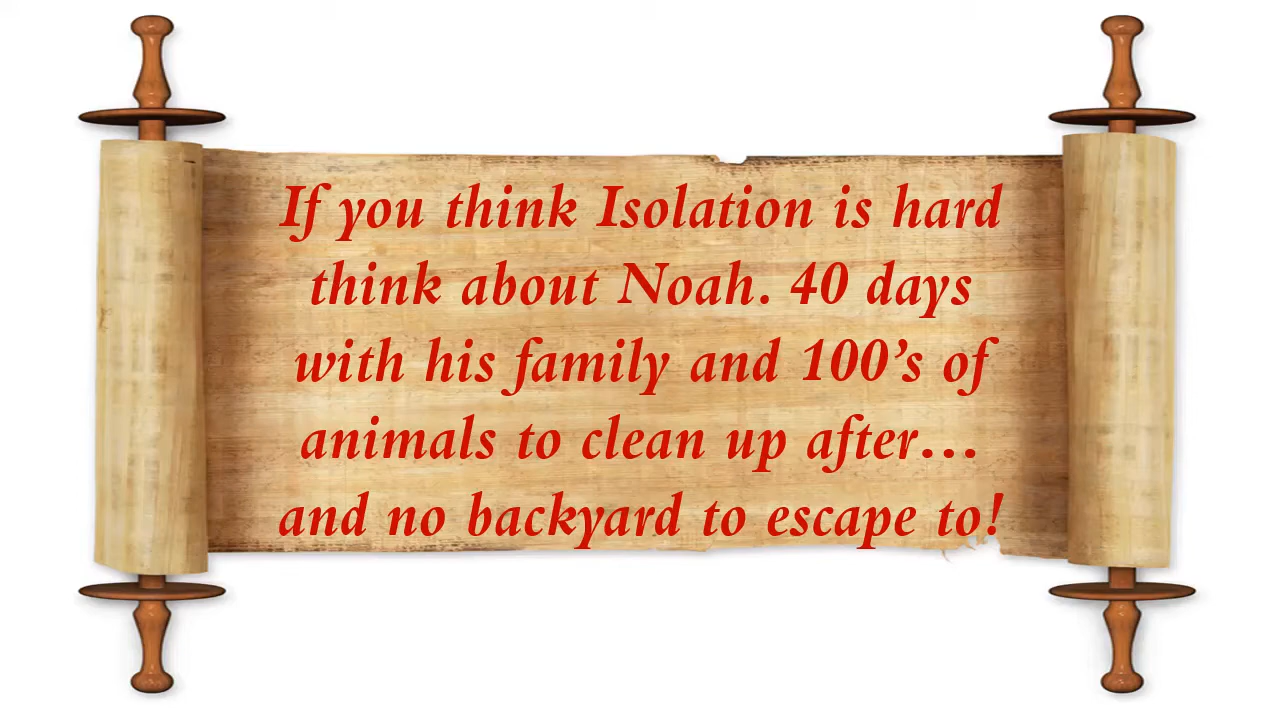 If you think Isolation is hard
think about Noah. 40 days
with his family and 100’s of
animals to clean up after…
and no backyard to escape to!